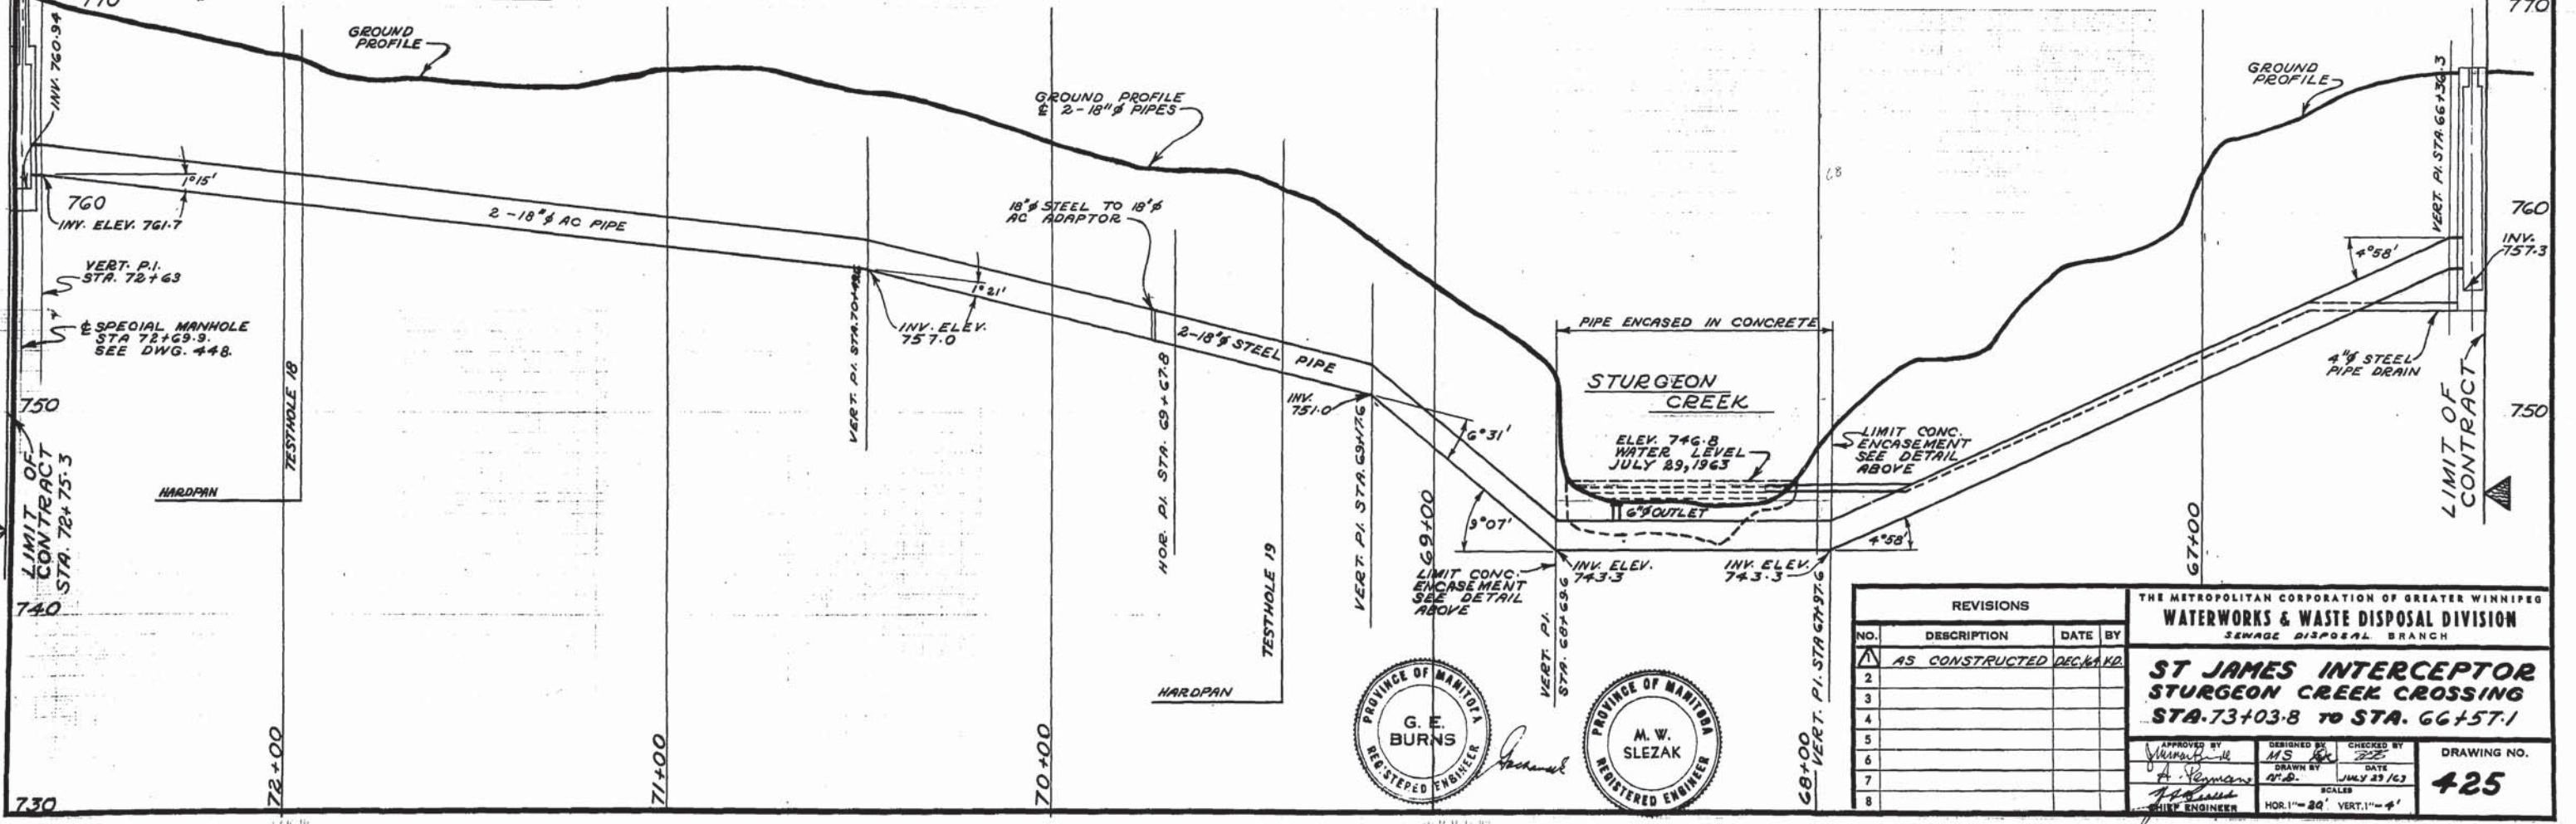 770
INV. 760.94
GROUND
PROFILE
GROUND PROFILE
℄ 2-18"⌀ PIPES
GROUND
PROFILE
770
VERT. P.I. STA. 66+36.3
1°15'
760
INV. ELEV. 761.7
2-18"⌀ AC PIPE
18"⌀ STEEL TO 18"⌀
AC ADAPTOR
760
INV.
757.3
4°58'
VERT. P.I.
STA. 72+63
℄ SPECIAL MANHOLE
STA 72+69.9.
SEE DWG. 448.
1°21'
INV. ELEV.
757.0
VERT. P.I. STA. 70+
2-18"⌀ STEEL PIPE
PIPE ENCASED IN CONCRETE
4"⌀ STEEL
PIPE DRAIN
STURGEON
CREEK
750
TESTHOLE 18
HARDPAN
LIMIT OF
CONTRACT
STA. 72+75.3
HOR. P.I. STA. 69+67.8
INV.
751.0
VERT. P.I. STA. 69+17.6
6°31'
ELEV. 746.8
WATER LEVEL
JULY 29, 1963
LIMIT CONC.
ENCASEMENT
SEE DETAIL
ABOVE
750
LIMIT OF
CONTRACT
68
6"⌀ OUTLET
9°07'
4°58'
69+00
67+00
LIMIT CONC.
ENCASEMENT
SEE DETAIL
ABOVE
INV. ELEV.
743.3
INV. ELEV.
743.3
740
TESTHOLE 19
HARDPAN
VERT. P.I.
STA. 68+69.6
VERT. P.I. STA 67+97.6
68+00
72+00
71+00
70+00
730
PROVINCE OF MANITOBA
G. E.
BURNS
REGISTERED ENGINEER
PROVINCE OF MANITOBA
M. W.
SLEZAK
REGISTERED ENGINEER
REVISIONS
NO. DESCRIPTION DATE BY
1 AS CONSTRUCTED DEC/64 K.D.
2
3
4
5
6
7
8
THE METROPOLITAN CORPORATION OF GREATER WINNIPEG
WATERWORKS & WASTE DISPOSAL DIVISION
SEWAGE DISPOSAL BRANCH
ST JAMES INTERCEPTOR
STURGEON CREEK CROSSING
STA. 73+03.8 TO STA. 66+57.1
APPROVED BY
CHIEF ENGINEER
DESIGNED BY
MS
CHECKED BY
DRAWN BY
DATE
JULY 29/63
SCALES
HOR. 1"=20' VERT. 1"=4'
DRAWING NO.
425